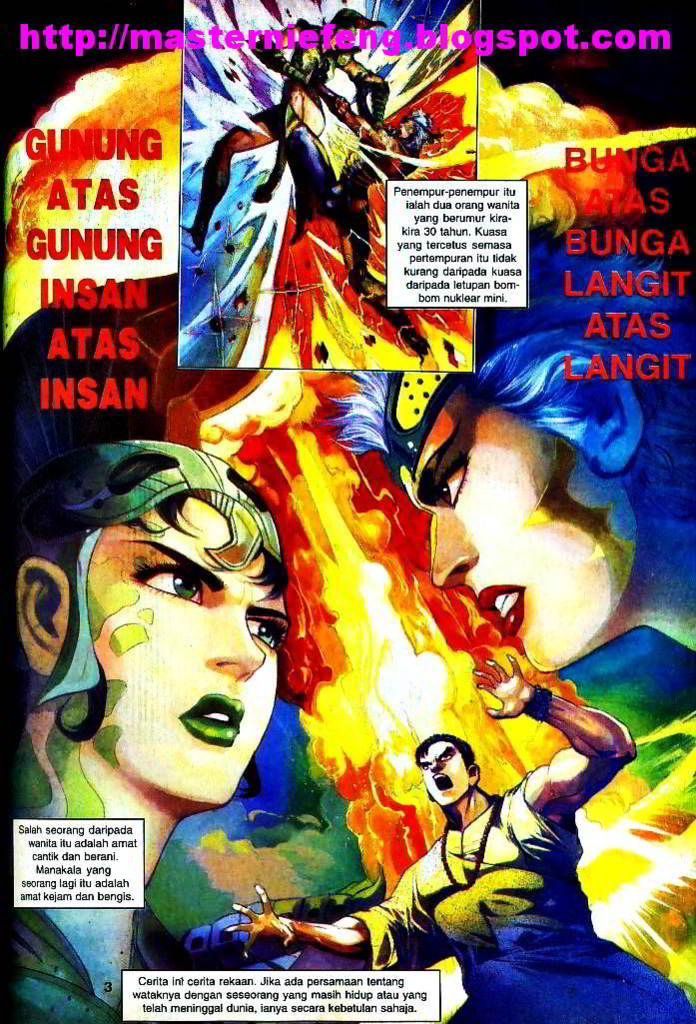 http://masterniefeng.blogspot.com
GUNUNG
ATAS
GUNUNG
INSAN
ATAS
INSAN
BUNGA
ATAS
BUNGA
LANGIT
ATAS
LANGIT
Penempur-penempur itu
ialah dua orang wanita
yang berumur kira-
kira 30 tahun. Kuasa
yang tercetus semasa
pertempuran itu tidak
kurang daripada kuasa
daripada letupan bom-
bom nuklear mini.
Salah seorang daripada
wanita itu adalah amat
cantik dan berani.
Manakala yang
seorang lagi itu adalah
amat kejam dan bengis.
3
Cerita ini cerita rekaan. Jika ada persamaan tentang
wataknya dengan seseorang yang masih hidup atau yang
telah meninggal dunia, ianya secara kebetulan sahaja.